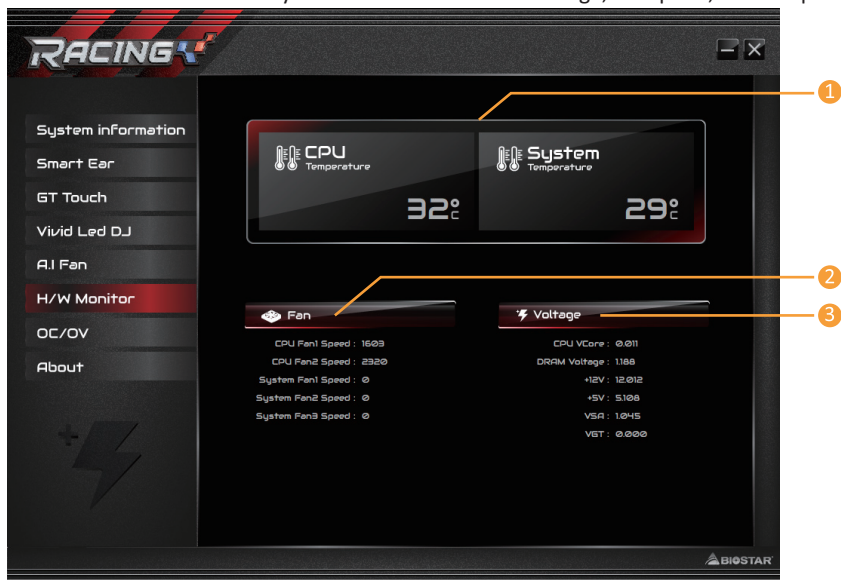 RACING
System information
Smart Ear
GT Touch
Vivid Led DJ
A.I Fan
H/W Monitor
OC/OV
About
1
CPU
Temperature
32°C
System
Temperature
29°C
2
Fan
CPU Fan1 Speed : 1603
CPU Fan2 Speed : 2320
System Fan1 Speed : 0
System Fan2 Speed : 0
System Fan3 Speed : 0
3
Voltage
CPU VCore : 0.011
DRAM Voltage : 1.188
+12V : 12.012
+5V : 5.108
VSA : 1.045
VGT : 0.000
BIOSTAR